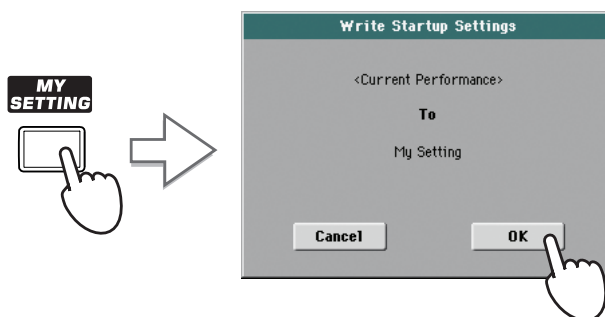 MY
SETTING
Write Startup Settings
<Current Performance>
To
My Setting
Cancel OK